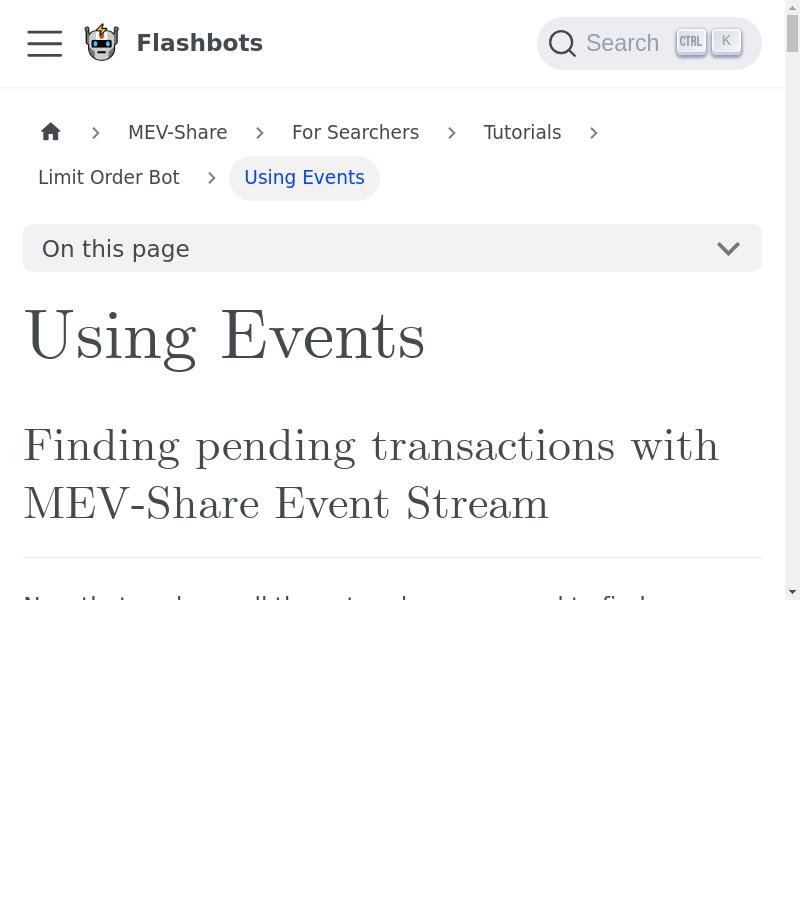 Flashbots
Search CTRL K
MEV-Share
For Searchers
Tutorials
Limit Order Bot
Using Events
On this page
Using Events
Finding pending transactions with
MEV-Share Event Stream